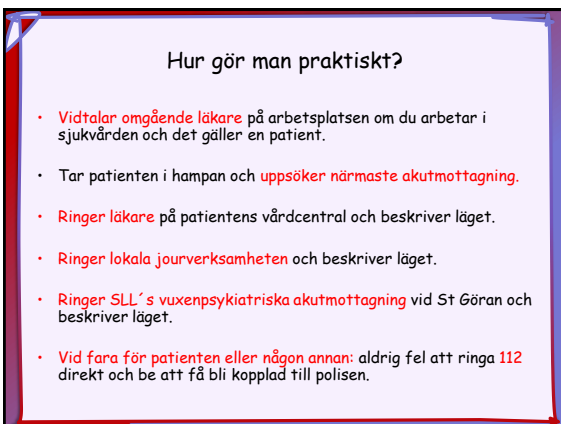 Hur gör man praktiskt?
• Vidtalar omgående läkare på arbetsplatsen om du arbetar i
sjukvården och det gäller en patient.
• Tar patienten i hampan och uppsöker närmaste akutmottagning.
• Ringer läkare på patientens vårdcentral och beskriver läget.
• Ringer lokala jourverksamheten och beskriver läget.
• Ringer SLL´s vuxenpsykiatriska akutmottagning vid St Göran och
beskriver läget.
• Vid fara för patienten eller någon annan: aldrig fel att ringa 112
direkt och be att få bli kopplad till polisen.